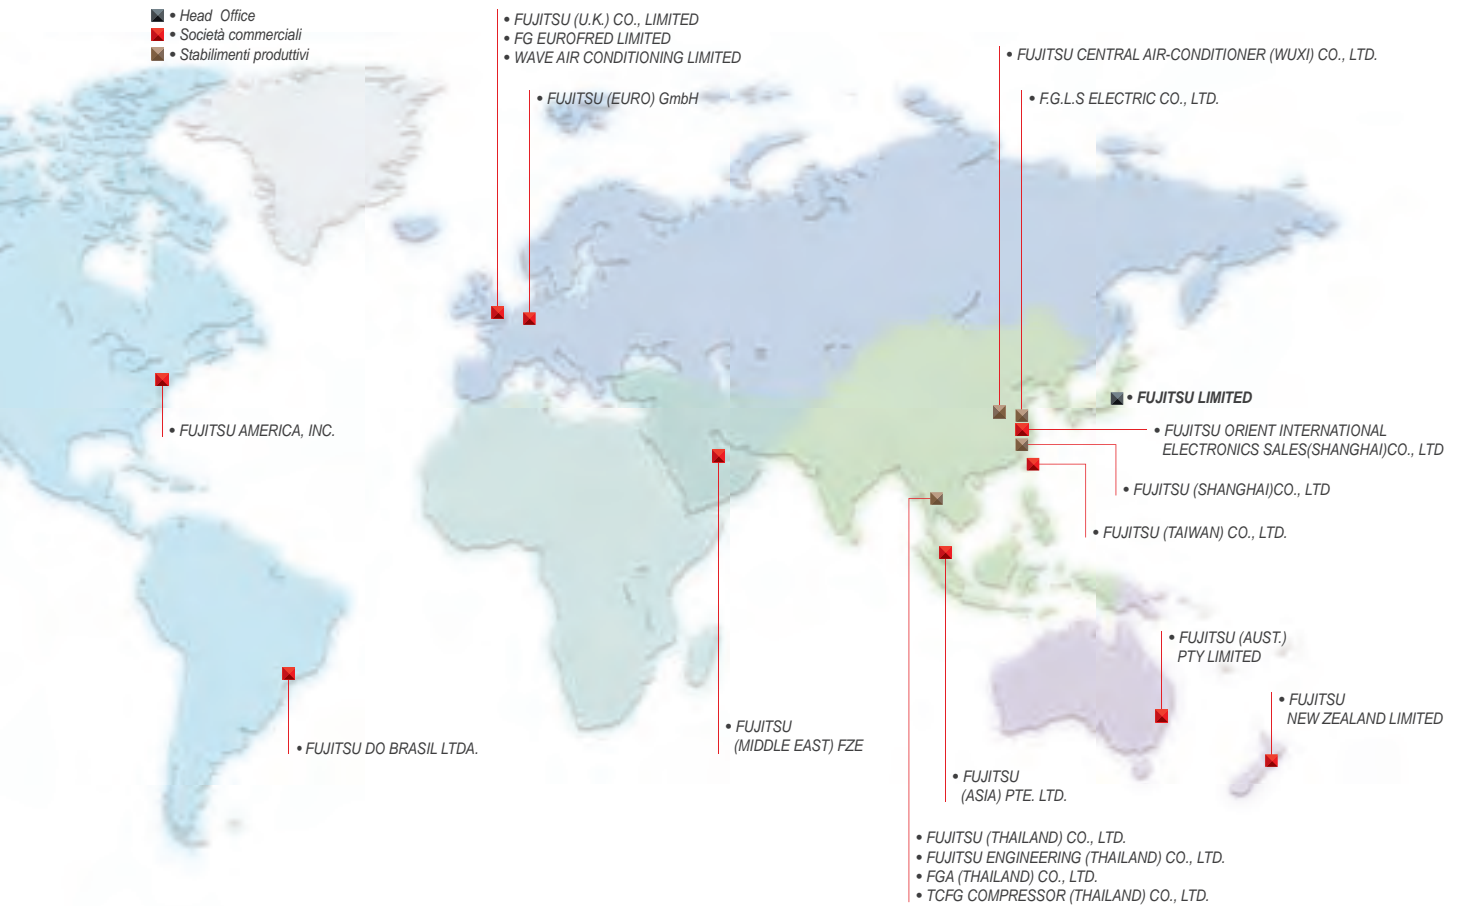 • Head Office
• Società commerciali
• Stabilimenti produttivi
• FUJITSU (U.K.) CO., LIMITED
• FG EUROFRED LIMITED
• WAVE AIR CONDITIONING LIMITED
• FUJITSU (EURO) GmbH
• FUJITSU CENTRAL AIR-CONDITIONER (WUXI) CO., LTD.
• F.G.L.S ELECTRIC CO., LTD.
• FUJITSU LIMITED
• FUJITSU AMERICA, INC.
• FUJITSU ORIENT INTERNATIONAL
ELECTRONICS SALES(SHANGHAI)CO., LTD
• FUJITSU (SHANGHAI)CO., LTD
• FUJITSU (TAIWAN) CO., LTD.
• FUJITSU (AUST.)
PTY LIMITED
• FUJITSU
NEW ZEALAND LIMITED
• FUJITSU DO BRASIL LTDA.
• FUJITSU
(MIDDLE EAST) FZE
• FUJITSU
(ASIA) PTE. LTD.
• FUJITSU (THAILAND) CO., LTD.
• FUJITSU ENGINEERING (THAILAND) CO., LTD.
• FGA (THAILAND) CO., LTD.
• TCFG COMPRESSOR (THAILAND) CO., LTD.